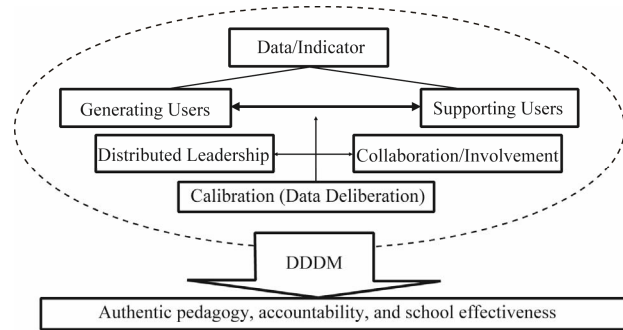 Data/Indicator
Generating Users
Supporting Users
Distributed Leadership
Collaboration/Involvement
Calibration (Data Deliberation)
DDDM
Authentic pedagogy, accountability, and school effectiveness